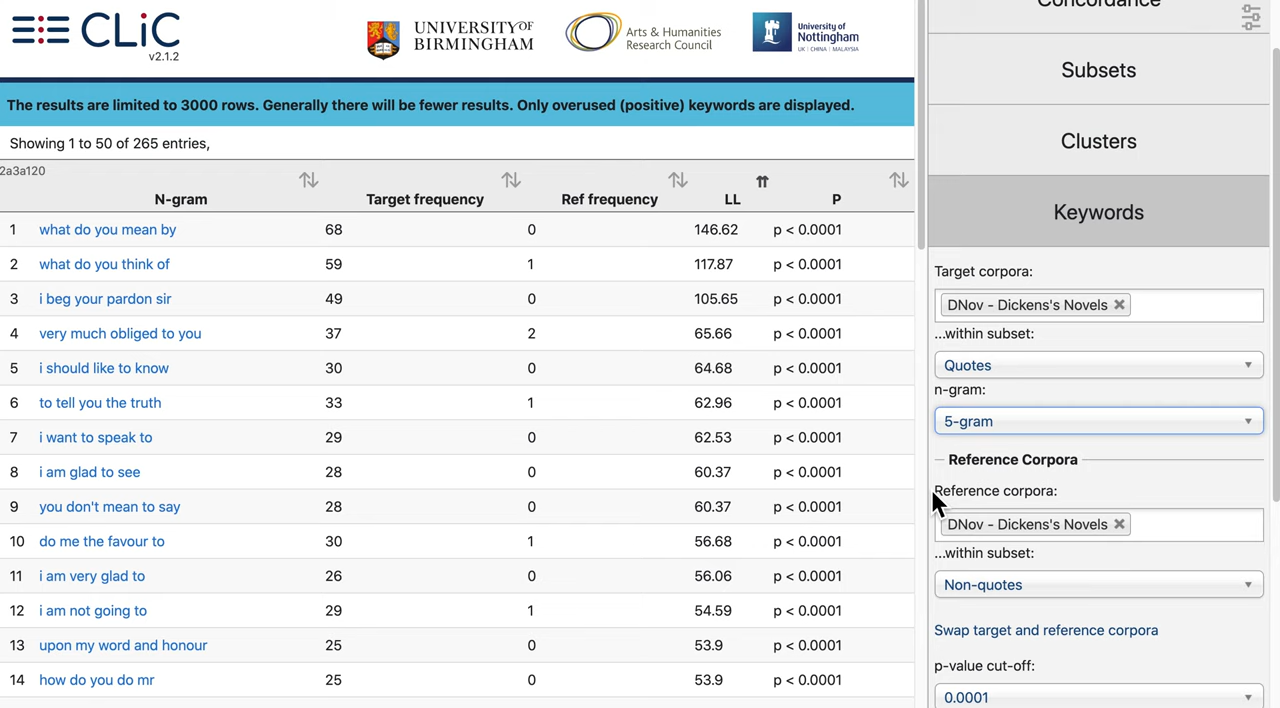 CLiC
v2.1.2
UNIVERSITY OF
BIRMINGHAM
Arts & Humanities
Research Council
University of
Nottingham
UK | CHINA | MALAYSIA
The results are limited to 3000 rows. Generally there will be fewer results. Only overused (positive) keywords are displayed.
Showing 1 to 50 of 265 entries,
2a3a120
N-gram Target frequency Ref frequency LL P
1 what do you mean by 68 0 146.62 p < 0.0001
2 what do you think of 59 1 117.87 p < 0.0001
3 i beg your pardon sir 49 0 105.65 p < 0.0001
4 very much obliged to you 37 2 65.66 p < 0.0001
5 i should like to know 30 0 64.68 p < 0.0001
6 to tell you the truth 33 1 62.96 p < 0.0001
7 i want to speak to 29 0 62.53 p < 0.0001
8 i am glad to see 28 0 60.37 p < 0.0001
9 you don't mean to say 28 0 60.37 p < 0.0001
10 do me the favour to 30 1 56.68 p < 0.0001
11 i am very glad to 26 0 56.06 p < 0.0001
12 i am not going to 29 1 54.59 p < 0.0001
13 upon my word and honour 25 0 53.9 p < 0.0001
14 how do you do mr 25 0 53.9 p < 0.0001
Concordance
Subsets
Clusters
Keywords
Target corpora:
DNov - Dickens's Novels
...within subset:
Quotes
n-gram:
5-gram
Reference Corpora
Reference corpora:
DNov - Dickens's Novels
...within subset:
Non-quotes
Swap target and reference corpora
p-value cut-off:
0.0001